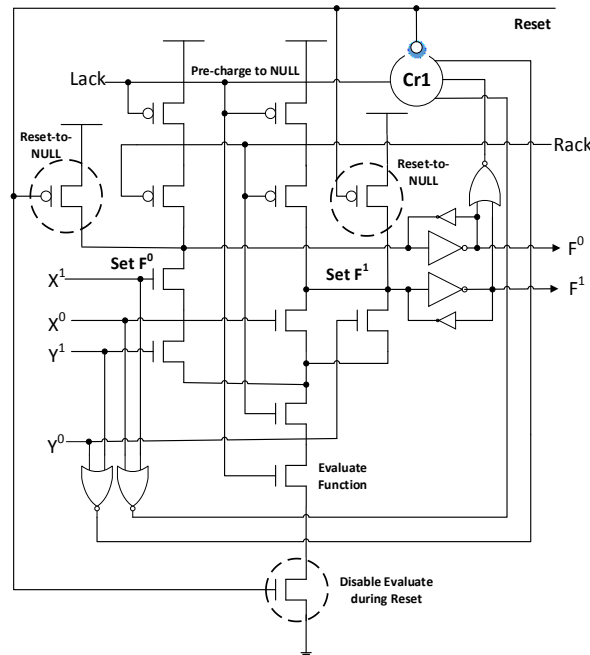 Reset
Pre-charge to NULL
Lack
Cr1
Reset-to-
NULL
Rack
Reset-to-
NULL
F⁰
Set F⁰
Set F¹
X¹
F¹
X⁰
Y¹
Y⁰
Evaluate
Function
Disable Evaluate
during Reset